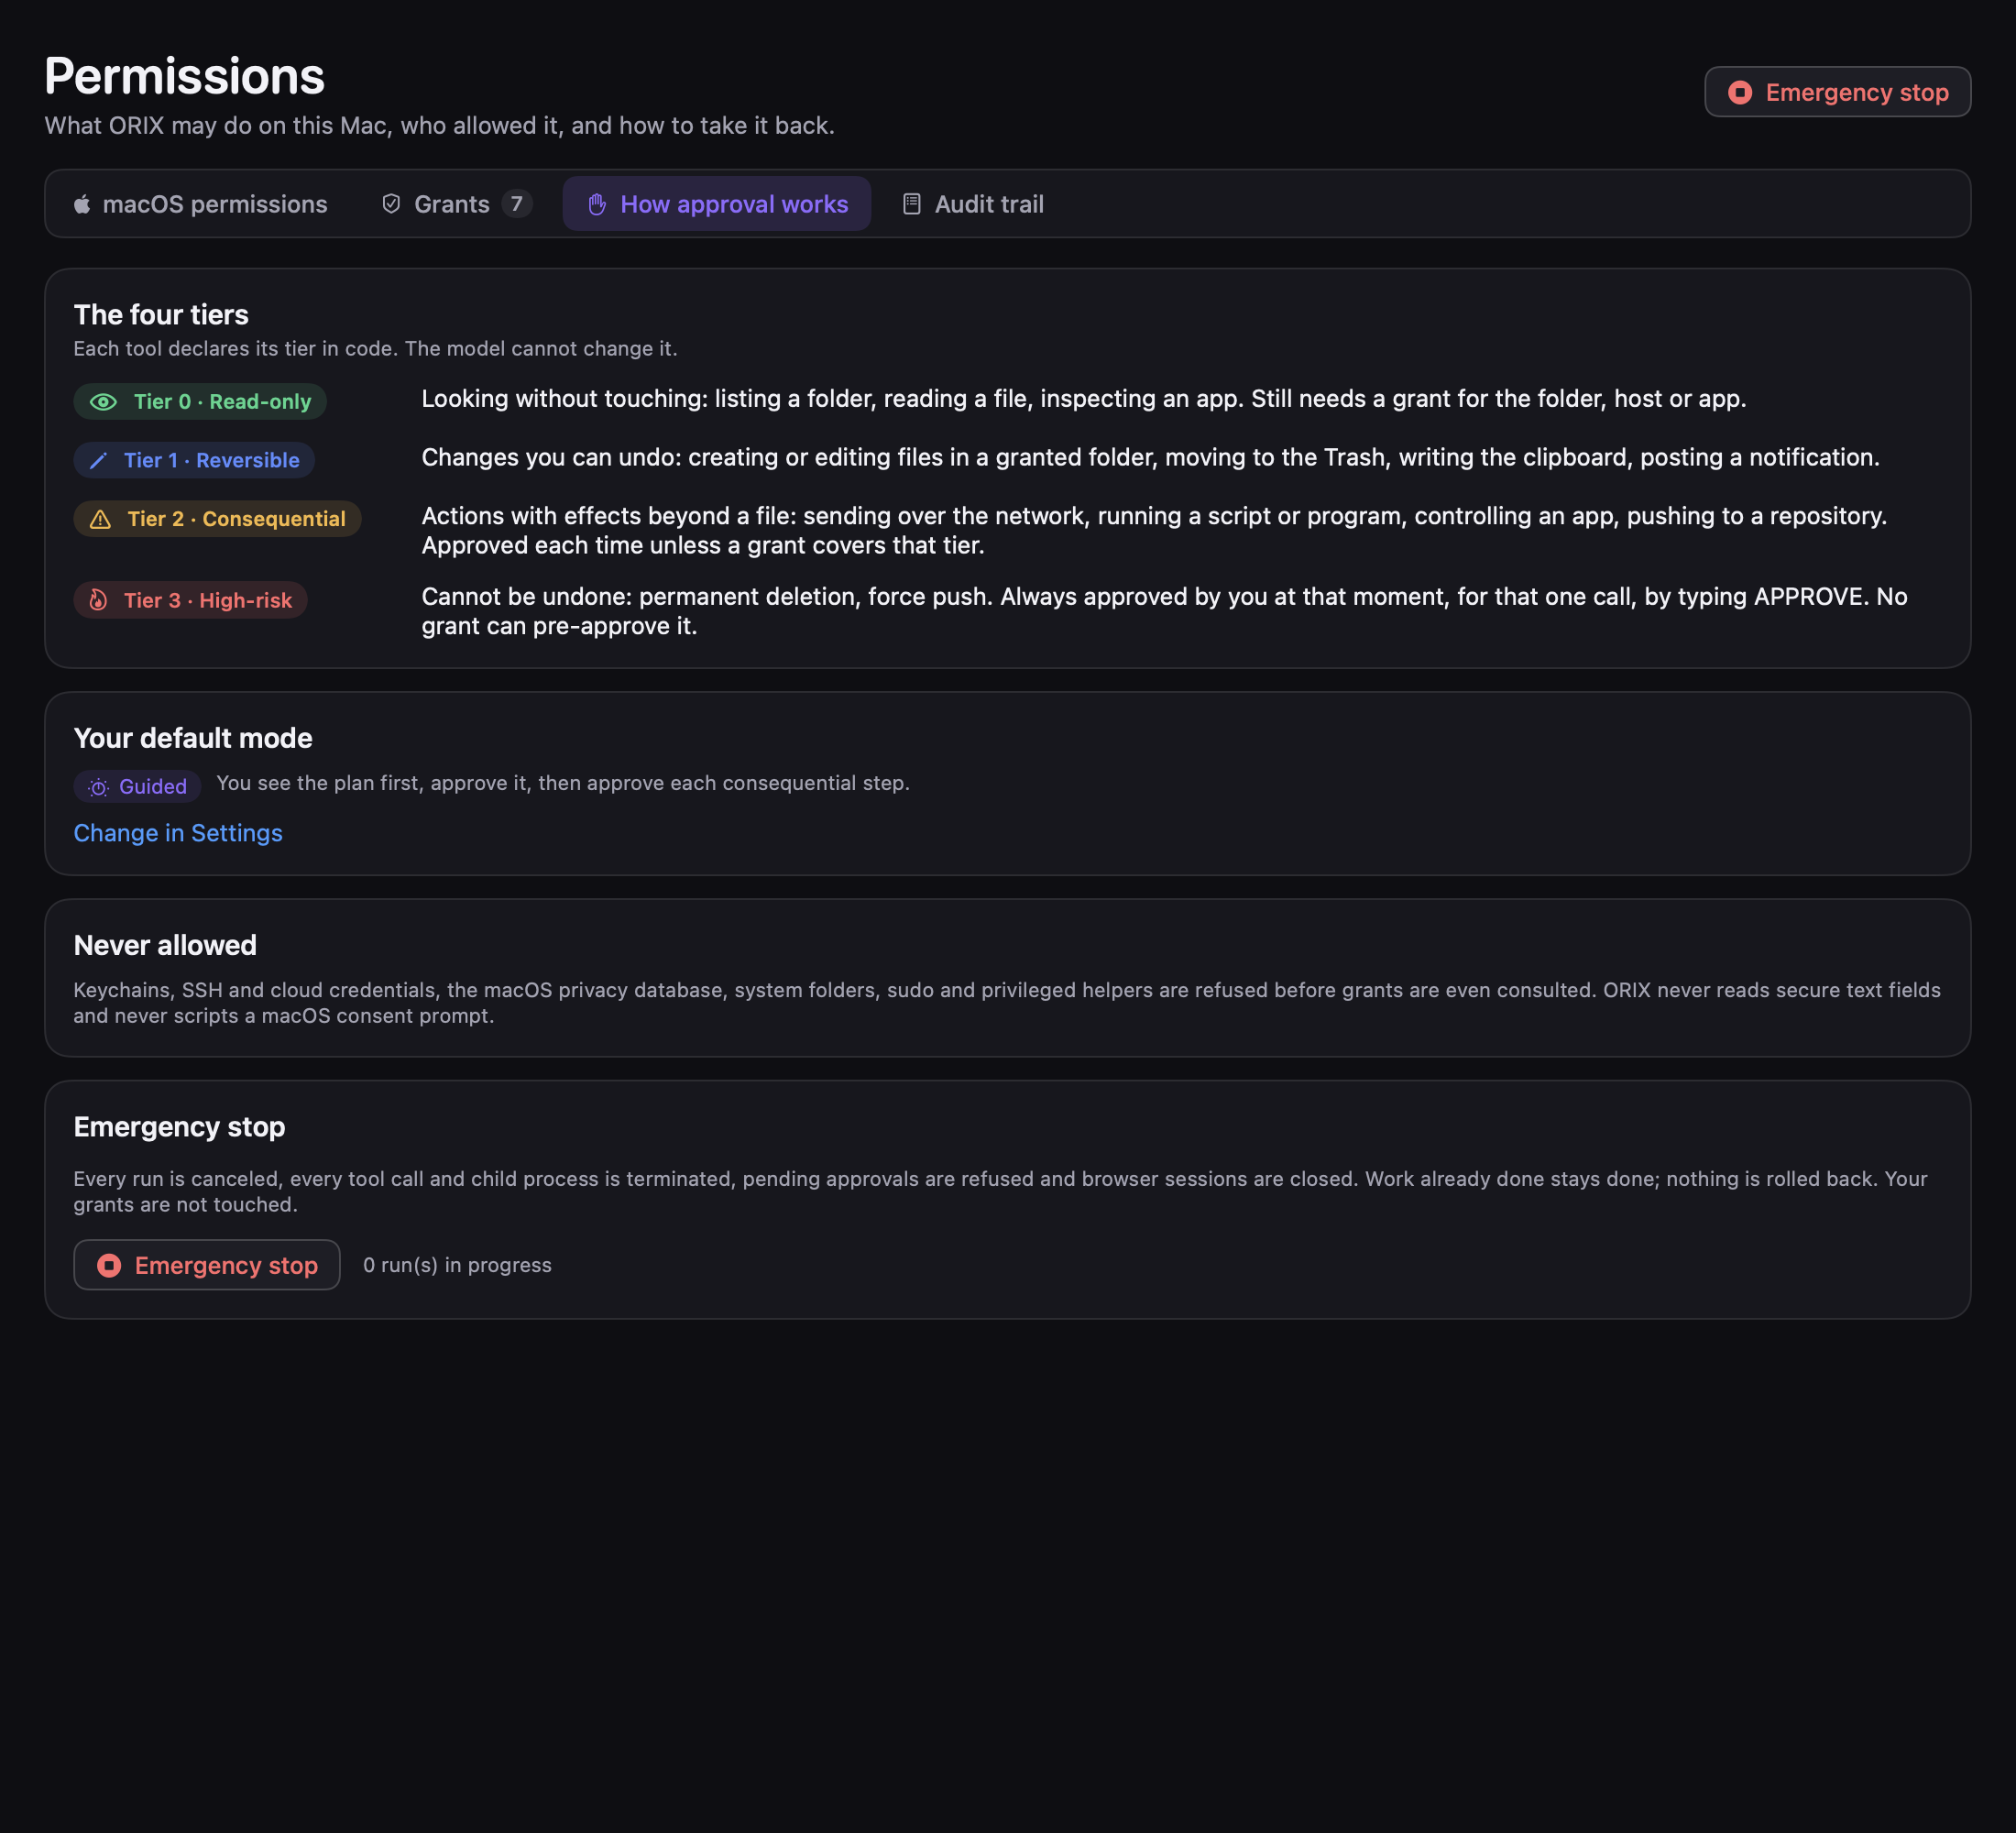 Permissions
What ORIX may do on this Mac, who allowed it, and how to take it back.
Emergency stop
macOS permissions
Grants 7
How approval works
Audit trail
The four tiers
Each tool declares its tier in code. The model cannot change it.
Tier 0 · Read-only
Looking without touching: listing a folder, reading a file, inspecting an app. Still needs a grant for the folder, host or app.
Tier 1 · Reversible
Changes you can undo: creating or editing files in a granted folder, moving to the Trash, writing the clipboard, posting a notification.
Tier 2 · Consequential
Actions with effects beyond a file: sending over the network, running a script or program, controlling an app, pushing to a repository.
Approved each time unless a grant covers that tier.
Tier 3 · High-risk
Cannot be undone: permanent deletion, force push. Always approved by you at that moment, for that one call, by typing APPROVE. No
grant can pre-approve it.
Your default mode
Guided
You see the plan first, approve it, then approve each consequential step.
Change in Settings
Never allowed
Keychains, SSH and cloud credentials, the macOS privacy database, system folders, sudo and privileged helpers are refused before grants are even consulted. ORIX never reads secure text fields
and never scripts a macOS consent prompt.
Emergency stop
Every run is canceled, every tool call and child process is terminated, pending approvals are refused and browser sessions are closed. Work already done stays done; nothing is rolled back. Your
grants are not touched.
Emergency stop
0 run(s) in progress